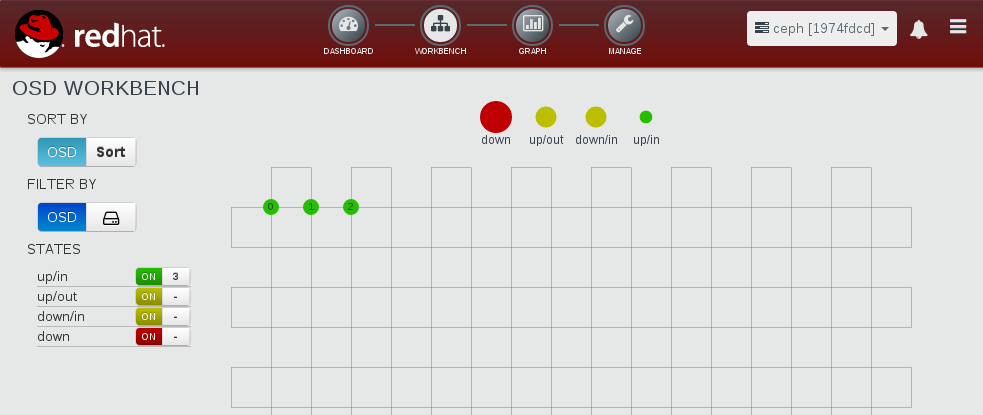 redhat.
DASHBOARD
WORKBENCH
GRAPH
MANAGE
ceph [1974fdcd]
OSD WORKBENCH
down
up/out
down/in
up/in
SORT BY
OSD Sort
FILTER BY
OSD
STATES
up/in ON 3
up/out ON -
down/in ON -
down ON -
0 1 2